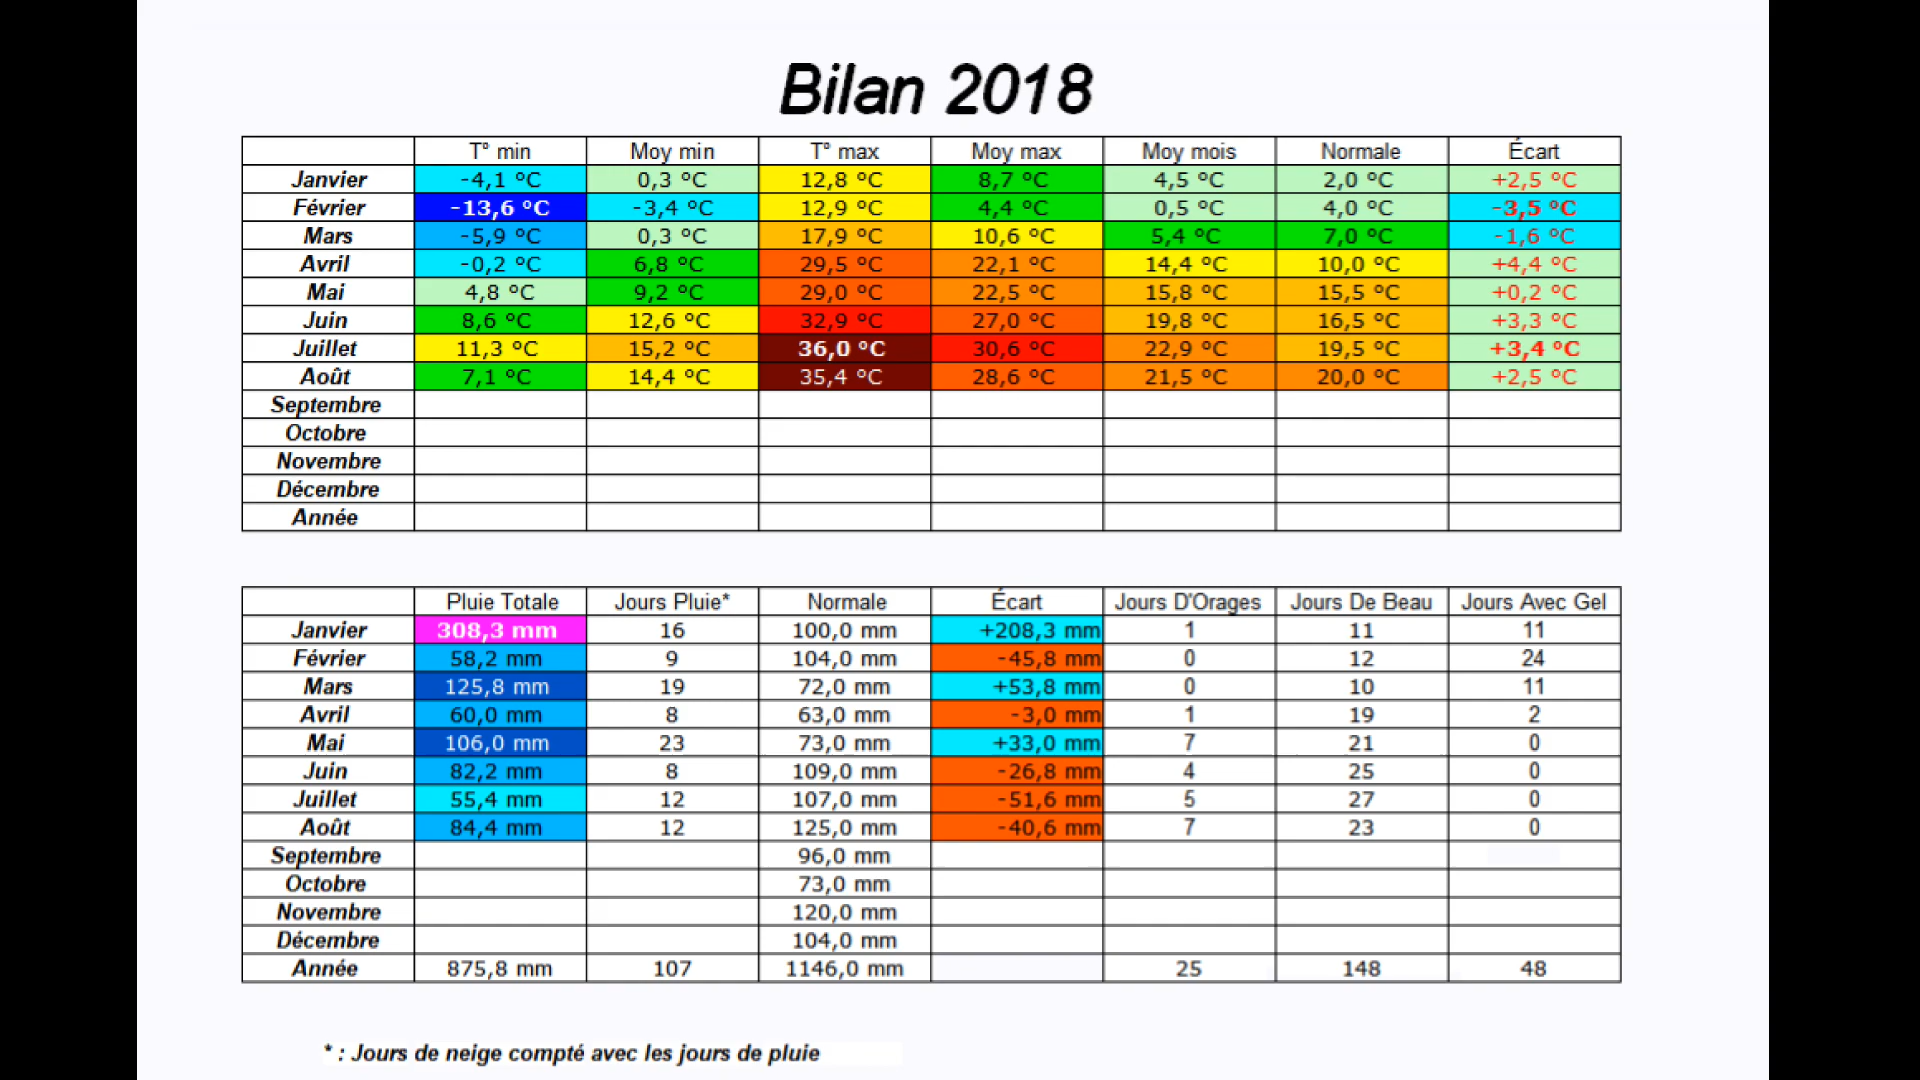 Bilan 2018
T° min Moy min T° max Moy max Moy mois Normale Écart
Janvier -4,1 °C 0,3 °C 12,8 °C 8,7 °C 4,5 °C 2,0 °C +2,5 °C
Février -13,6 °C -3,4 °C 12,9 °C 4,4 °C 0,5 °C 4,0 °C -3,5 °C
Mars -5,9 °C 0,3 °C 17,9 °C 10,6 °C 5,4 °C 7,0 °C -1,6 °C
Avril -0,2 °C 6,8 °C 29,5 °C 22,1 °C 14,4 °C 10,0 °C +4,4 °C
Mai 4,8 °C 9,2 °C 29,0 °C 22,5 °C 15,8 °C 15,5 °C +0,2 °C
Juin 8,6 °C 12,6 °C 32,9 °C 27,0 °C 19,8 °C 16,5 °C +3,3 °C
Juillet 11,3 °C 15,2 °C 36,0 °C 30,6 °C 22,9 °C 19,5 °C +3,4 °C
Août 7,1 °C 14,4 °C 35,4 °C 28,6 °C 21,5 °C 20,0 °C +2,5 °C
Septembre
Octobre
Novembre
Décembre
Année
Pluie Totale Jours Pluie* Normale Écart Jours D'Orages Jours De Beau Jours Avec Gel
Janvier 308,3 mm 16 100,0 mm +208,3 mm 1 11 11
Février 58,2 mm 9 104,0 mm -45,8 mm 0 12 24
Mars 125,8 mm 19 72,0 mm +53,8 mm 0 10 11
Avril 60,0 mm 8 63,0 mm -3,0 mm 1 19 2
Mai 106,0 mm 23 73,0 mm +33,0 mm 7 21 0
Juin 82,2 mm 8 109,0 mm -26,8 mm 4 25 0
Juillet 55,4 mm 12 107,0 mm -51,6 mm 5 27 0
Août 84,4 mm 12 125,0 mm -40,6 mm 7 23 0
Septembre 96,0 mm
Octobre 73,0 mm
Novembre 120,0 mm
Décembre 104,0 mm
Année 875,8 mm 107 1146,0 mm 25 148 48
* : Jours de neige compté avec les jours de pluie